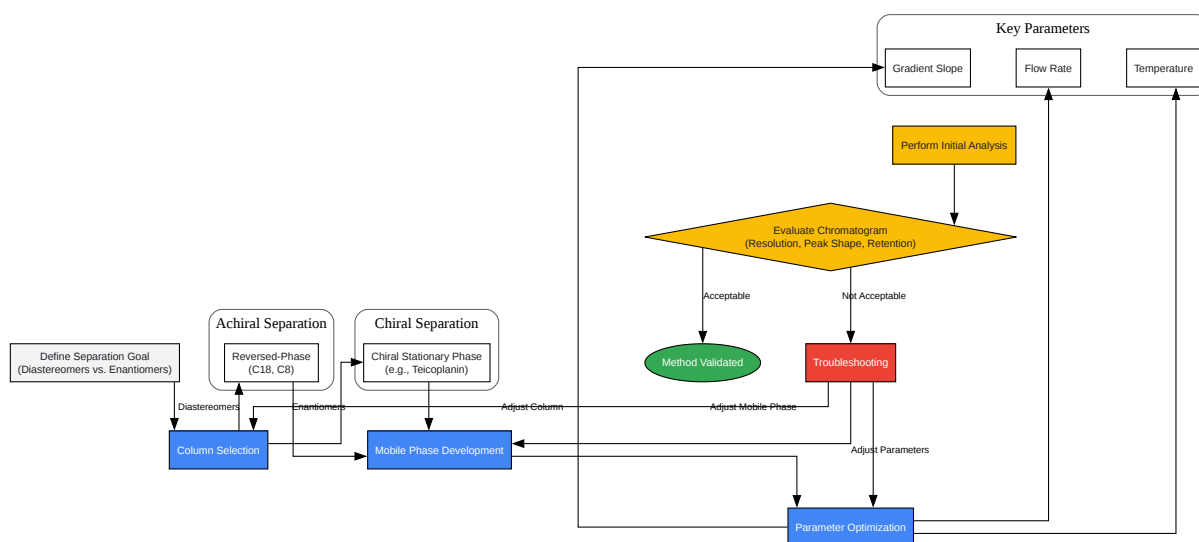 Key Parameters
Gradient Slope
Flow Rate
Temperature
Perform Initial Analysis
Evaluate Chromatogram
(Resolution, Peak Shape, Retention)
Acceptable
Not Acceptable
Achiral Separation
Chiral Separation
Define Separation Goal
(Diastereomers vs. Enantiomers)
Reversed-Phase
(C18, C8)
Chiral Stationary Phase
(e.g., Teicoplanin)
Method Validated
Troubleshooting
Diastereomers
Enantiomers
Adjust Column
Adjust Mobile Phase
Column Selection
Mobile Phase Development
Adjust Parameters
Parameter Optimization